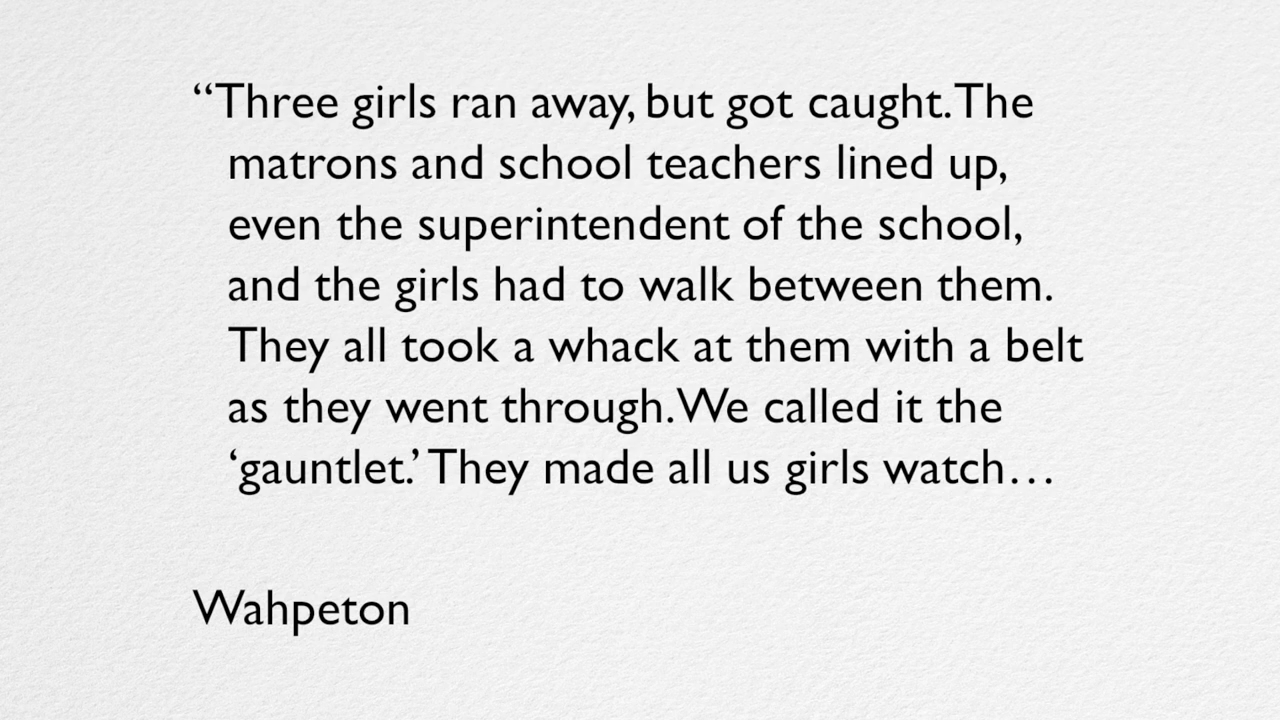 “Three girls ran away, but got caught. The
matrons and school teachers lined up,
even the superintendent of the school,
and the girls had to walk between them.
They all took a whack at them with a belt
as they went through. We called it the
‘gauntlet.’ They made all us girls watch…
Wahpeton